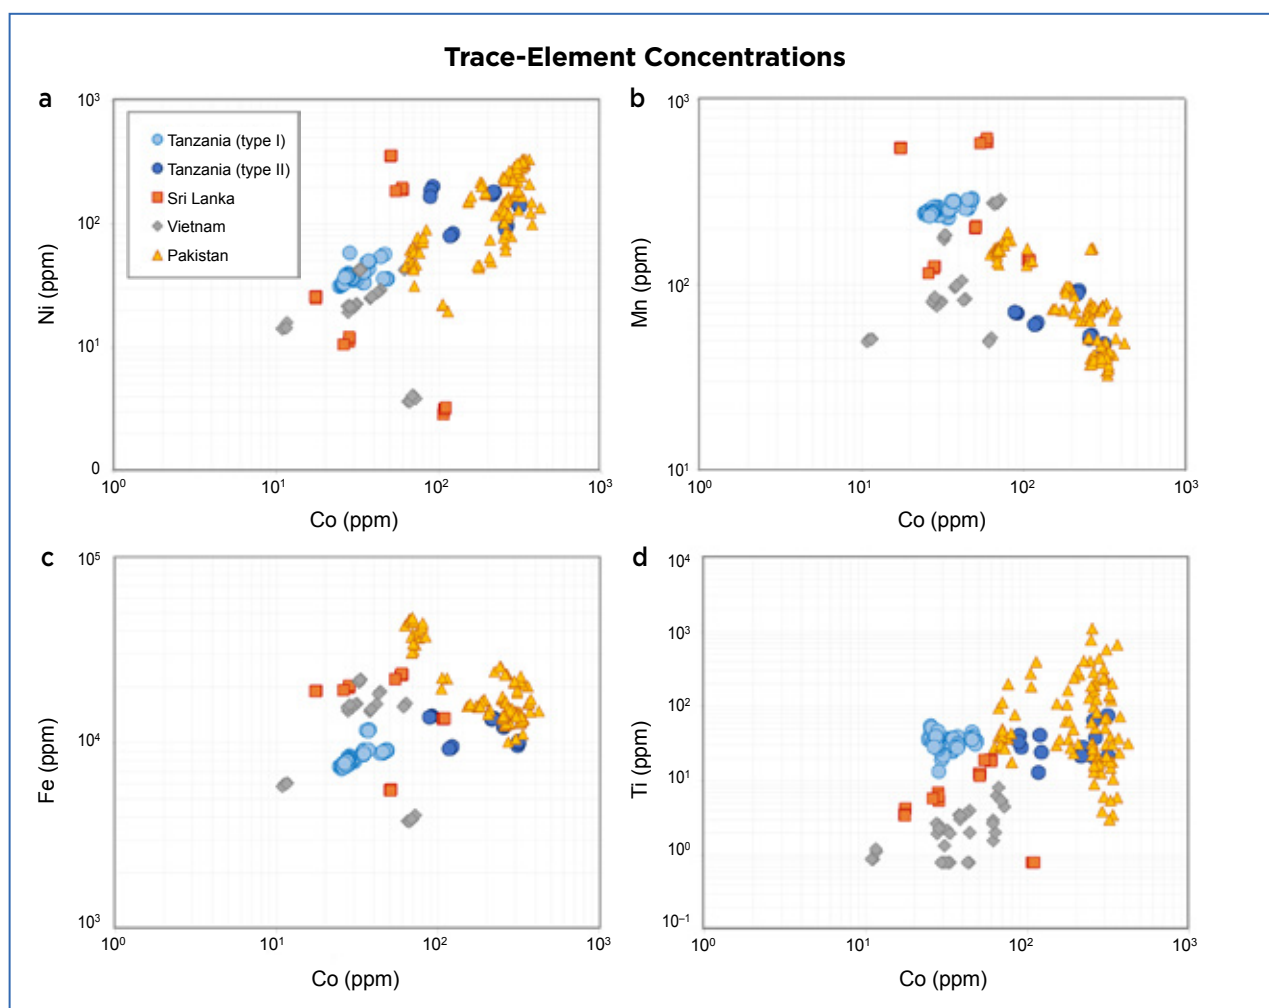 Trace-Element Concentrations
a
10³
10²
10¹
0
Ni (ppm)
Tanzania (type I)
Tanzania (type II)
Sri Lanka
Vietnam
Pakistan
10⁰
10¹
10²
10³
Co (ppm)
b
10³
10²
10¹
Mn (ppm)
10⁰
10¹
10²
10³
Co (ppm)
c
10⁵
10⁴
10³
Fe (ppm)
10⁰
10¹
10²
10³
Co (ppm)
d
10⁴
10³
10²
10¹
10⁰
10⁻¹
Ti (ppm)
10⁰
10¹
10²
10³
Co (ppm)